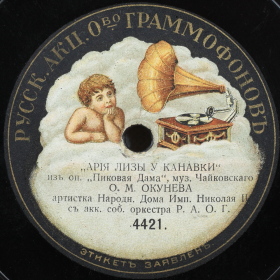 РУССК. АКЦ. О-ВО ГРАММОФОНОВЪ
„АРІЯ ЛИЗЫ У КАНАВКИ"
изъ оп. „Пиковая Дама", муз. Чайковскаго
О. М. ОКУНЕВА
артистка Народн. Дома Имп. Николая II
съ акк. соб. оркестра Р. А. О. Г.
4421.
ЭТИКЕТЪ ЗАЯВЛЕНЪ.